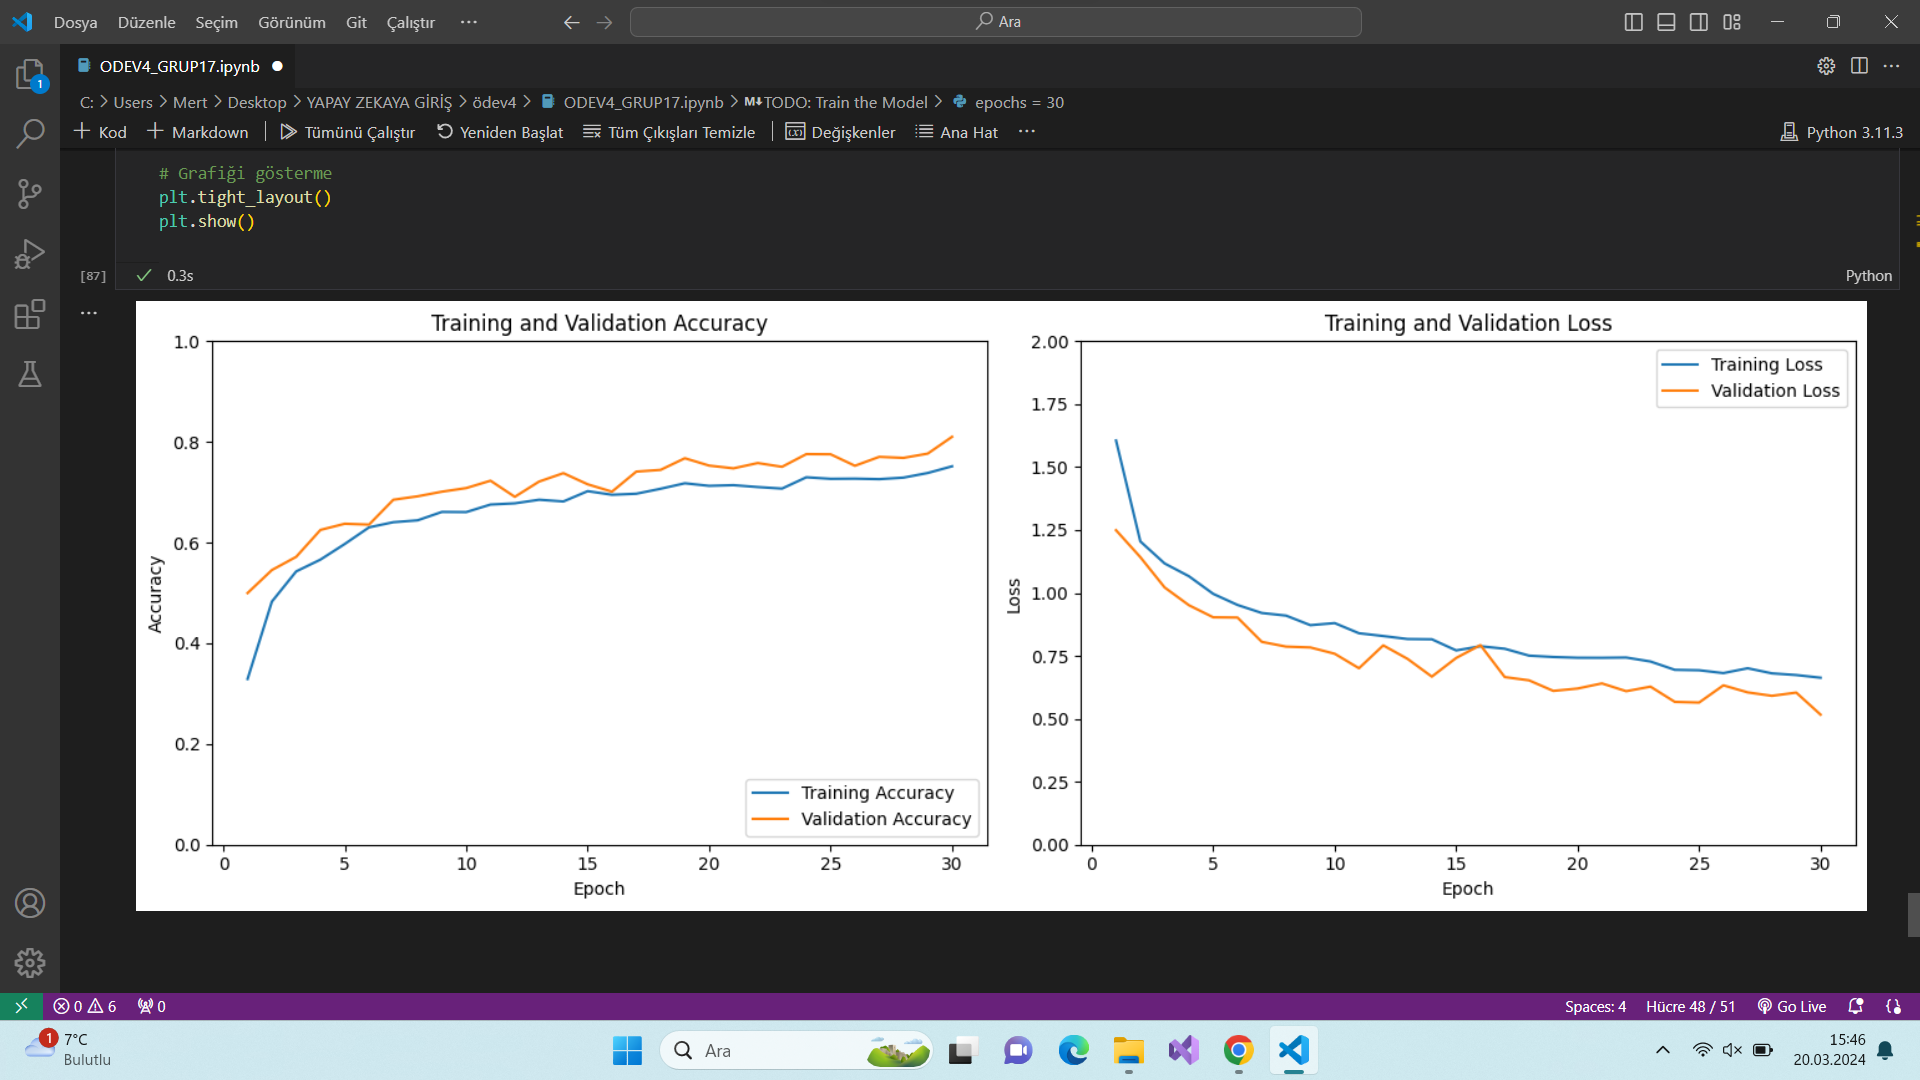 Dosya Düzenle Seçim Görünüm Git Çalıştır ··· Ara
ODEV4_GRUP17.ipynb
1
C: > Users > Mert > Desktop > YAPAY ZEKAYA GİRİŞ > ödev4 > ODEV4_GRUP17.ipynb > M↓TODO: Train the Model > epochs = 30
+ Kod + Markdown | Tümünü Çalıştır Yeniden Başlat Tüm Çıkışları Temizle | Değişkenler Ana Hat ··· Python 3.11.3
# Grafiği gösterme
plt.tight_layout()
plt.show()
[87] ✓ 0.3s Python
Training and Validation Accuracy
1.0
0.8
0.6
0.4
0.2
0.0
Accuracy
0 5 10 15 20 25 30
Epoch
Training Accuracy
Validation Accuracy
Training and Validation Loss
2.00
1.75
1.50
1.25
1.00
0.75
0.50
0.25
0.00
Loss
0 5 10 15 20 25 30
Epoch
Training Loss
Validation Loss
0 6 0 Spaces: 4 Hücre 48 / 51 Go Live
1
7°C
Bulutlu
Ara
15:46
20.03.2024